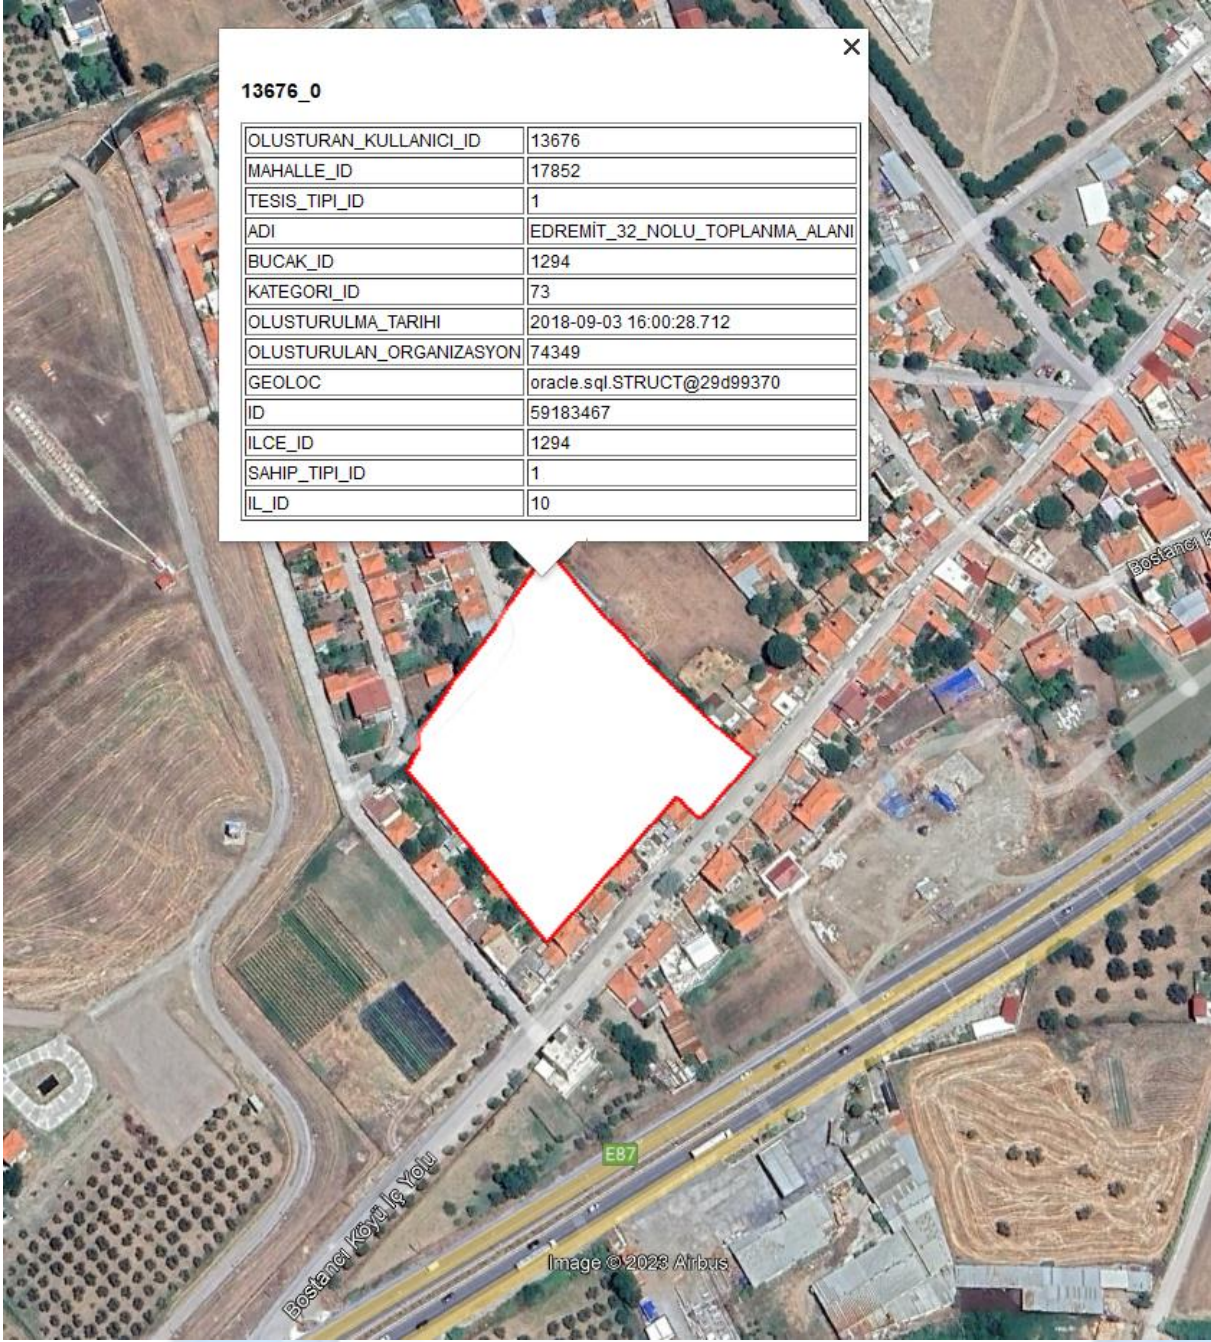 13676_0
OLUSTURAN_KULLANICI_ID 13676
MAHALLE_ID 17852
TESIS_TIPI_ID 1
ADI EDREMİT_32_NOLU_TOPLANMA_ALANI
BUCAK_ID 1294
KATEGORI_ID 73
OLUSTURULMA_TARIHI 2018-09-03 16:00:28.712
OLUSTURULAN_ORGANIZASYON 74349
GEOLOC oracle.sql.STRUCT@29d99370
ID 59183467
ILCE_ID 1294
SAHIP_TIPI_ID 1
IL_ID 10
Bostancı K
E87
Bostancı Köyü İç Yolu
Image © 2023 Airbus